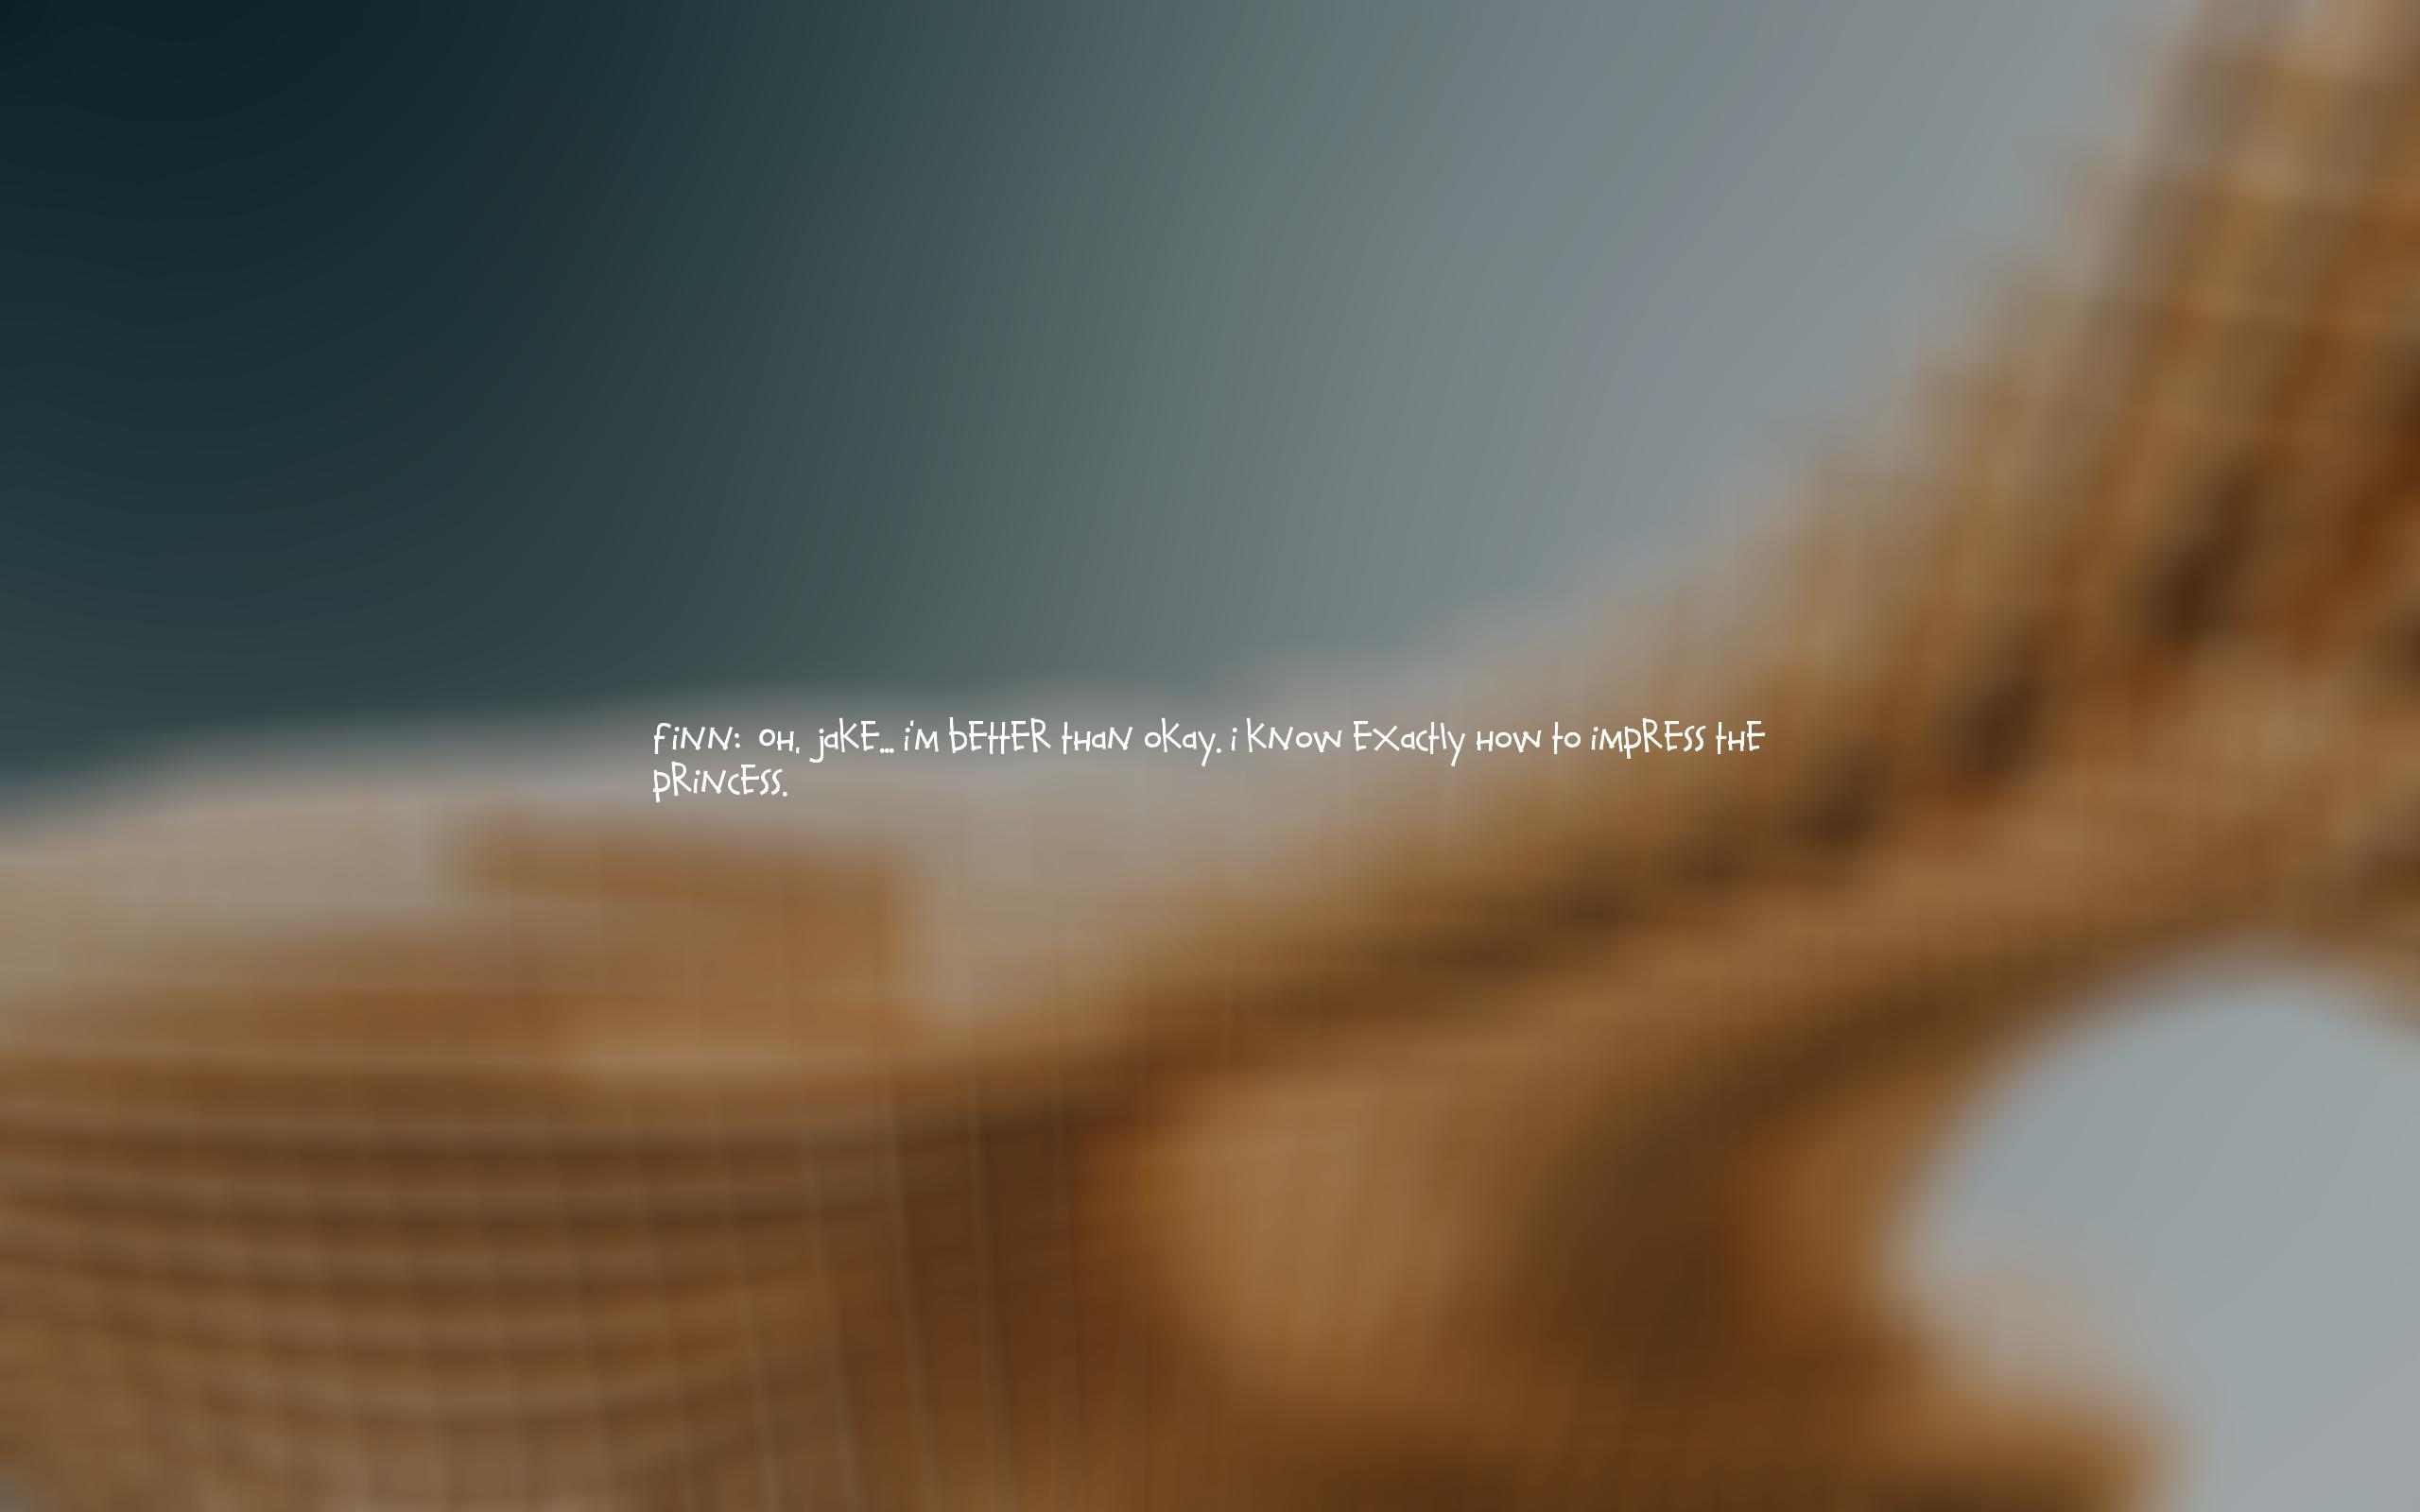 Finn: Oh, Jake... I'm better than okay. I know exactly how to impress the
princess.